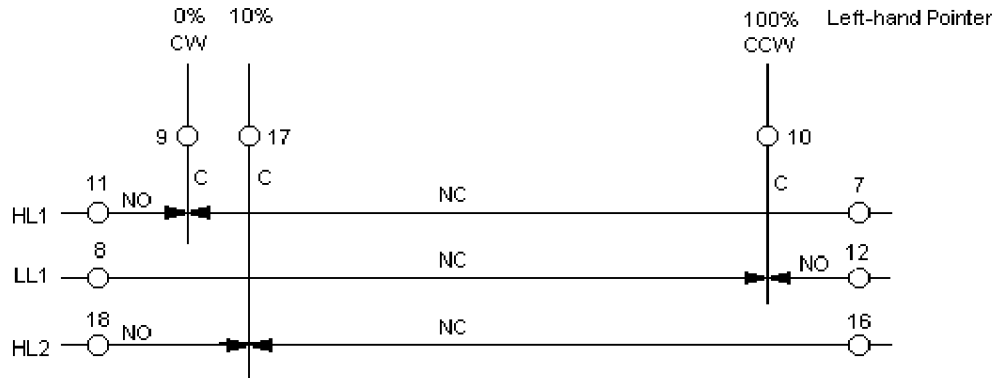 0% 10% 100% Left-hand Pointer
CW CCW
9 17 10
C C C
11 NO NC 7
HL1
8 NC NO 12
LL1
18 NO NC 16
HL2